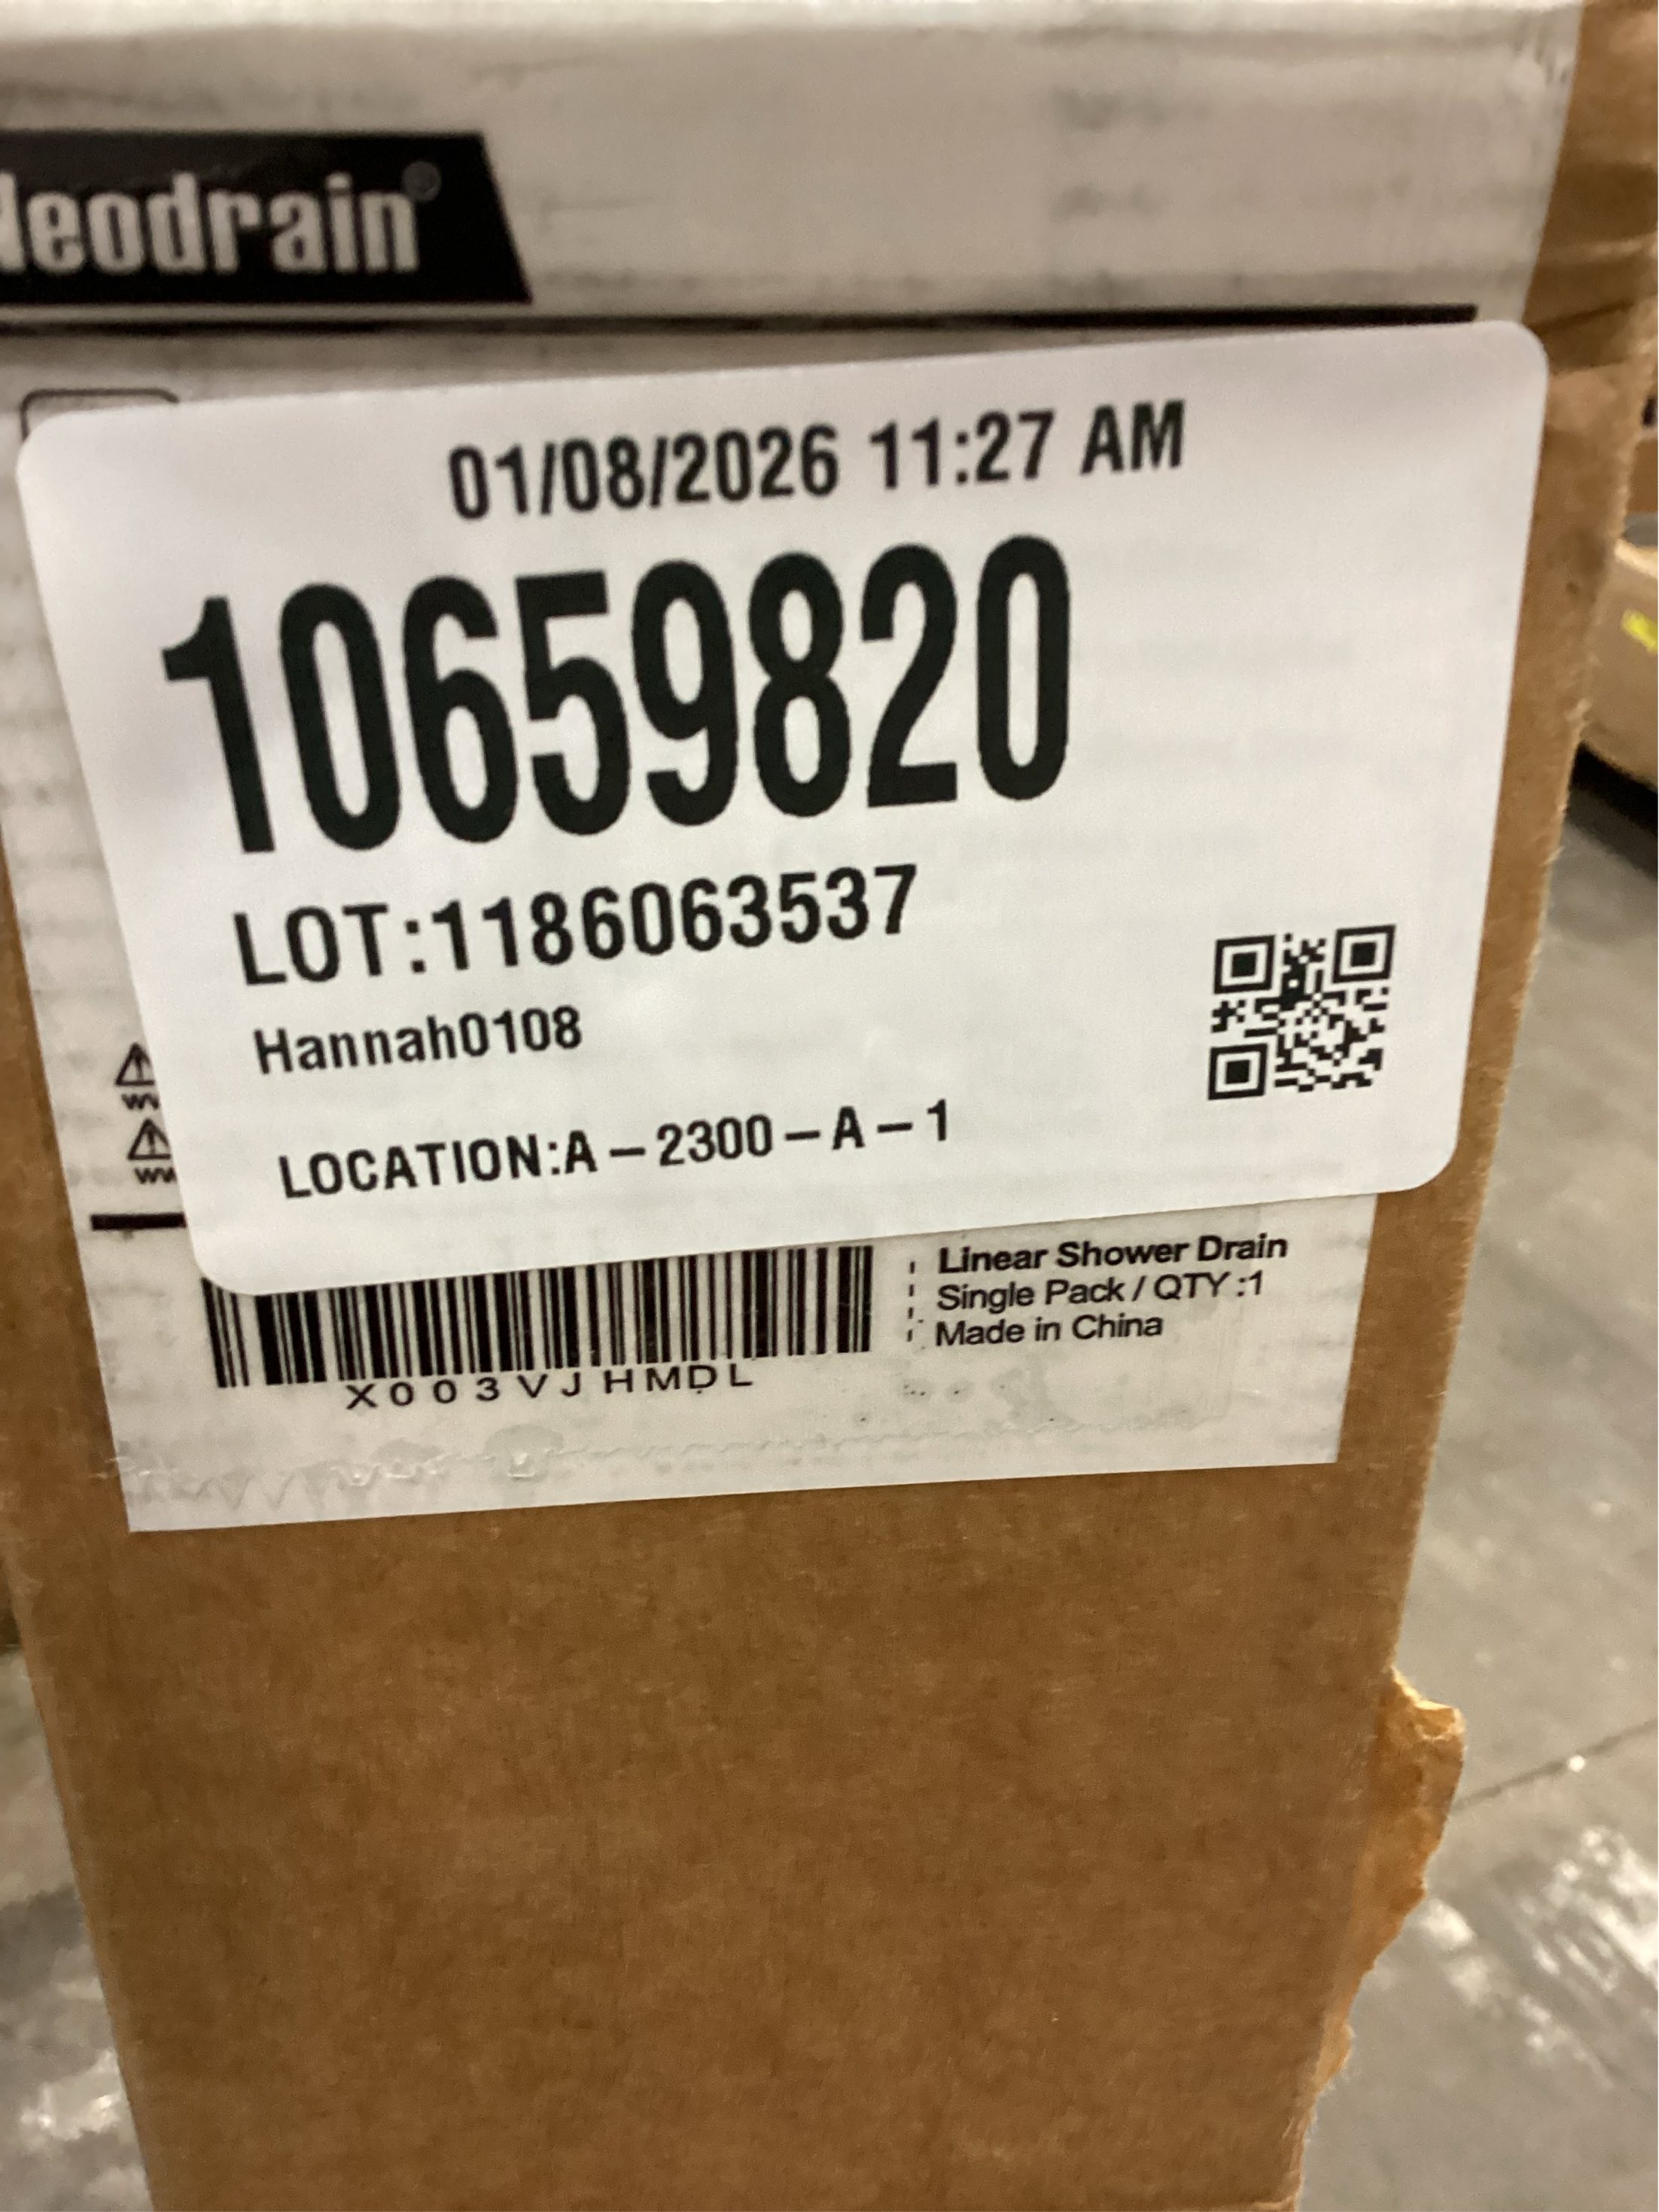 Neodrain®
01/08/2026 11:27 AM
10659820
LOT:1186063537
Hannah0108
LOCATION:A-2300-A-1
Linear Shower Drain
Single Pack / QTY :1
Made in China
X003VJHMDL